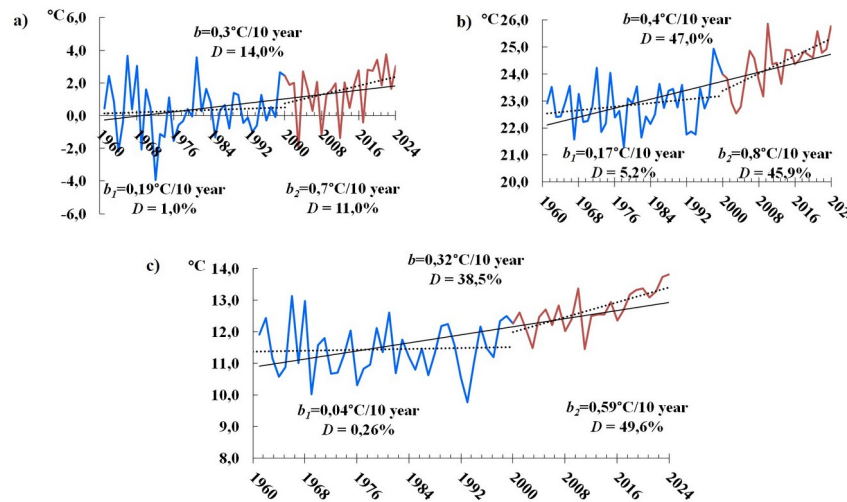 a)
°C
b=0,3°C/10 year
D = 14,0%
6,0
4,0
2,0
0,0
-2,0
-4,0
-6,0
1960
1968
1976
1984
1992
2000
2008
2016
2024
b1=0,19°C/10 year
D = 1,0%
b2=0,7°C/10 year
D = 11,0%
b)
°C
b=0,4°C/10 year
D = 47,0%
26,0
25,0
24,0
23,0
22,0
21,0
20,0
b1=0,17°C/10 year
D = 5,2%
b2=0,8°C/10 year
D = 45,9%
1960
1968
1976
1984
1992
2000
2008
2016
2024
c)
°C
b=0,32°C/10 year
D = 38,5%
14,0
13,0
12,0
11,0
10,0
9,0
8,0
b1=0,04°C/10 year
D = 0,26%
b2=0,59°C/10 year
D = 49,6%
1960
1968
1976
1984
1992
2000
2008
2016
2024